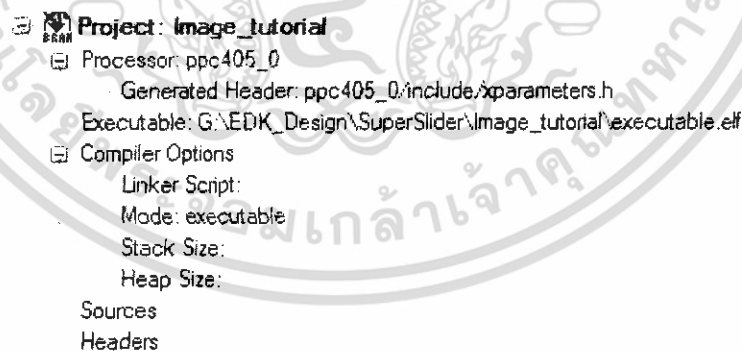 Project: Image_tutorial
BRAM
Processor: ppc405_0
Generated Header: ppc405_0/include/xparameters.h
Executable: G:\EDK_Design\SuperSlider\Image_tutorial\executable.elf
Compiler Options
Linker Script:
Mode: executable
Stack Size:
Heap Size:
Sources
Headers